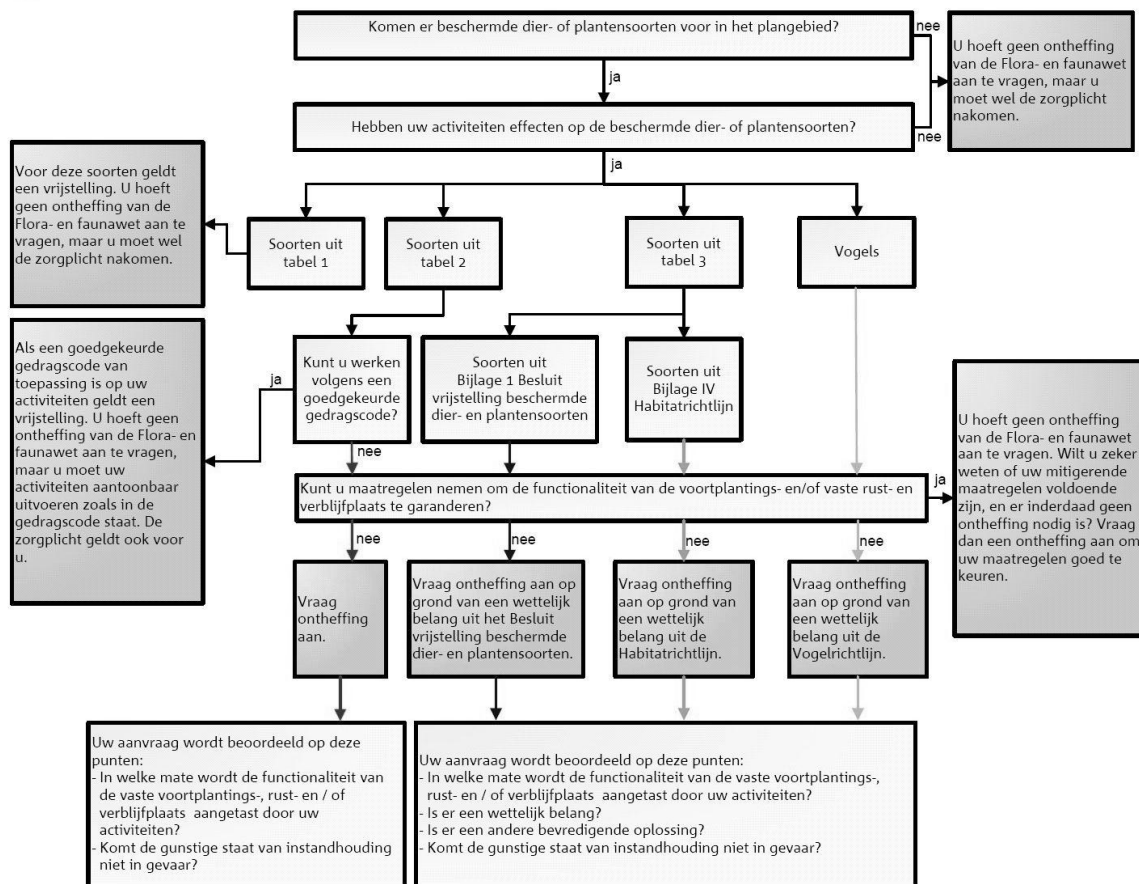 Komen er beschermde dier- of plantensoorten voor in het plangebied?
nee
U hoeft geen ontheffing
van de Flora- en faunawet
aan te vragen, maar u
moet wel de zorgplicht
nakomen.
ja
Hebben uw activiteiten effecten op de beschermde dier- of plantensoorten?
nee
ja
Voor deze soorten geldt
een vrijstelling. U hoeft
geen ontheffing van de
Flora- en faunawet aan te
vragen, maar u moet wel
de zorgplicht nakomen.
Soorten uit
tabel 1
Soorten uit
tabel 2
Soorten uit
tabel 3
Vogels
Als een goedgekeurde
gedragscode van
toepassing is op uw
activiteiten geldt een
vrijstelling. U hoeft geen
ontheffing van de Flora- en
faunawet aan te vragen,
maar u moet uw
activiteiten aantoonbaar
uitvoeren zoals in de
gedragscode staat. De
zorgplicht geldt ook voor
u.
ja
Kunt u werken
volgens een
goedgekeurde
gedragscode?
Soorten uit
Bijlage 1 Besluit
vrijstelling beschermde
dier- en plantensoorten
Soorten uit
Bijlage IV
Habitatrichtlijn
nee
Kunt u maatregelen nemen om de functionaliteit van de voortplantings- en/of vaste rust- en
verblijfplaats te garanderen?
ja
U hoeft geen ontheffing
van de Flora- en faunawet
aan te vragen. Wilt u zeker
weten of uw mitigerende
maatregelen voldoende
zijn, en er inderdaad geen
ontheffing nodig is? Vraag
dan een ontheffing aan om
uw maatregelen goed te
keuren.
nee
nee
nee
nee
Vraag
ontheffing
aan.
Vraag ontheffing aan op
grond van een wettelijk
belang uit het Besluit
vrijstelling beschermde
dier- en plantensoorten.
Vraag ontheffing
aan op grond van
een wettelijk
belang uit de
Habitatrichtlijn.
Vraag ontheffing
aan op grond van
een wettelijk
belang uit de
Vogelrichtlijn.
Uw aanvraag wordt beoordeeld op deze
punten:
- In welke mate wordt de functionaliteit van
de vaste voortplantings-, rust- en / of
verblijfplaats aangetast door uw
activiteiten?
- Komt de gunstige staat van instandhouding
niet in gevaar?
Uw aanvraag wordt beoordeeld op deze punten:
- In welke mate wordt de functionaliteit van de vaste voortplantings-,
rust- en / of verblijfplaats aangetast door uw activiteiten?
- Is er een wettelijk belang?
- Is er een andere bevredigende oplossing?
- Komt de gunstige staat van instandhouding niet in gevaar?